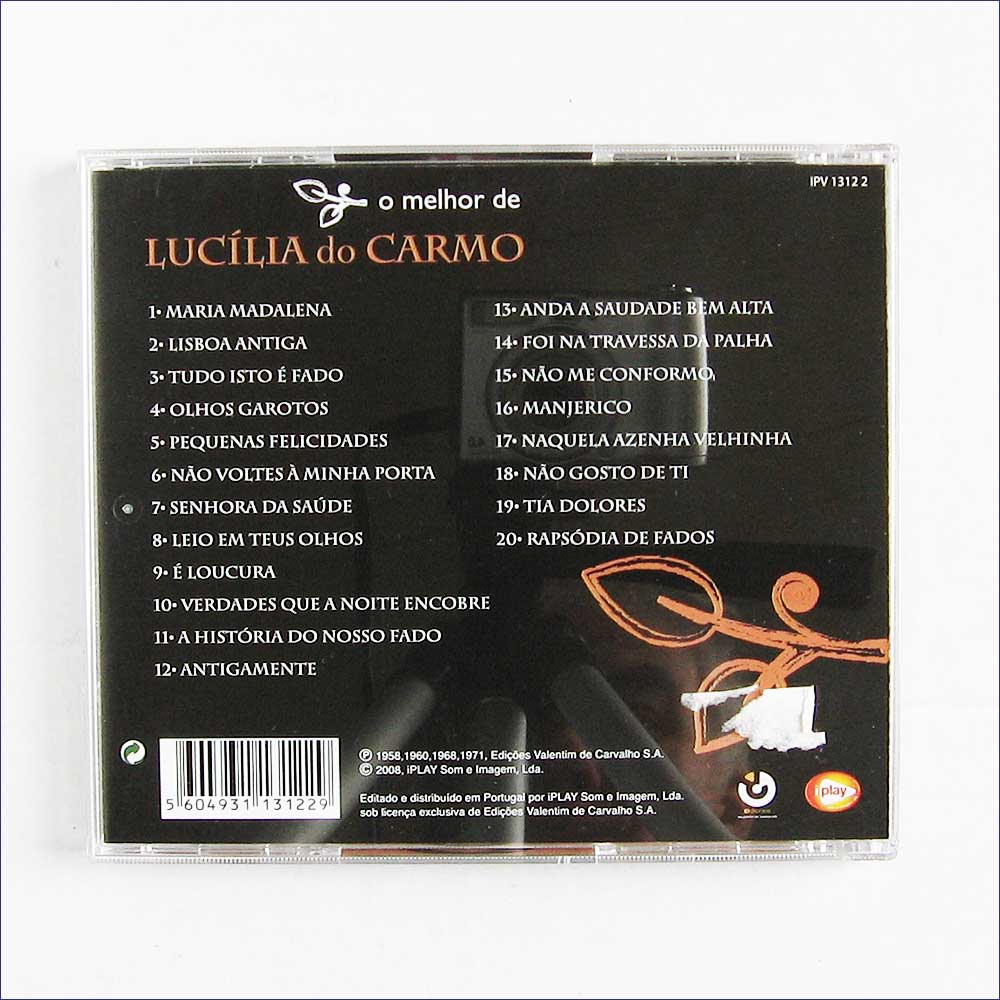 IPV 1312 2
o melhor de
LUCÍLIA do CARMO
1• MARIA MADALENA
2• LISBOA ANTIGA
3• TUDO ISTO É FADO
4• OLHOS GAROTOS
5• PEQUENAS FELICIDADES
6• NÃO VOLTES À MINHA PORTA
7• SENHORA DA SAÚDE
8• LEIO EM TEUS OLHOS
9• É LOUCURA
10• VERDADES QUE A NOITE ENCOBRE
11• A HISTÓRIA DO NOSSO FADO
12• ANTIGAMENTE
13• ANDA A SAUDADE BEM ALTA
14• FOI NA TRAVESSA DA PALHA
15• NÃO ME CONFORMO
16• MANJERICO
17• NAQUELA AZENHA VELHINHA
18• NÃO GOSTO DE TI
19• TIA DOLORES
20• RAPSÓDIA DE FADOS
5 604931 131229
℗ 1958,1960,1968,1971, Edições Valentim de Carvalho S.A.
© 2008, iPLAY Som e Imagem, Lda.
Editado e distribuído em Portugal por iPLAY Som e Imagem, Lda.
sob licença exclusiva de Edições Valentim de Carvalho S.A.
iplay